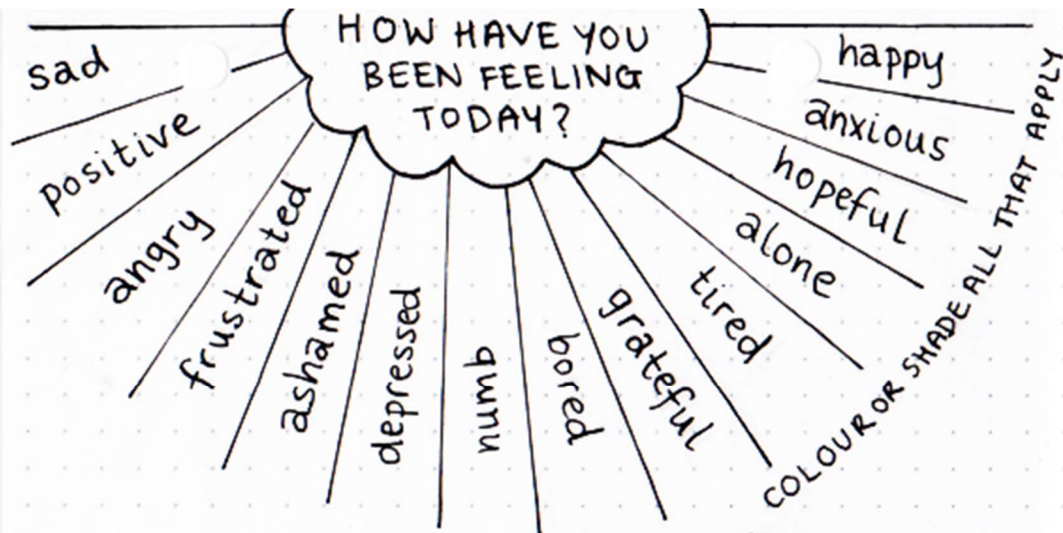 HOW HAVE YOU
BEEN FEELING
TODAY?
sad
positive
angry
frustrated
ashamed
depressed
numb
bored
grateful
tired
alone
hopeful
anxious
happy
COLOUR OR SHADE ALL THAT APPLY